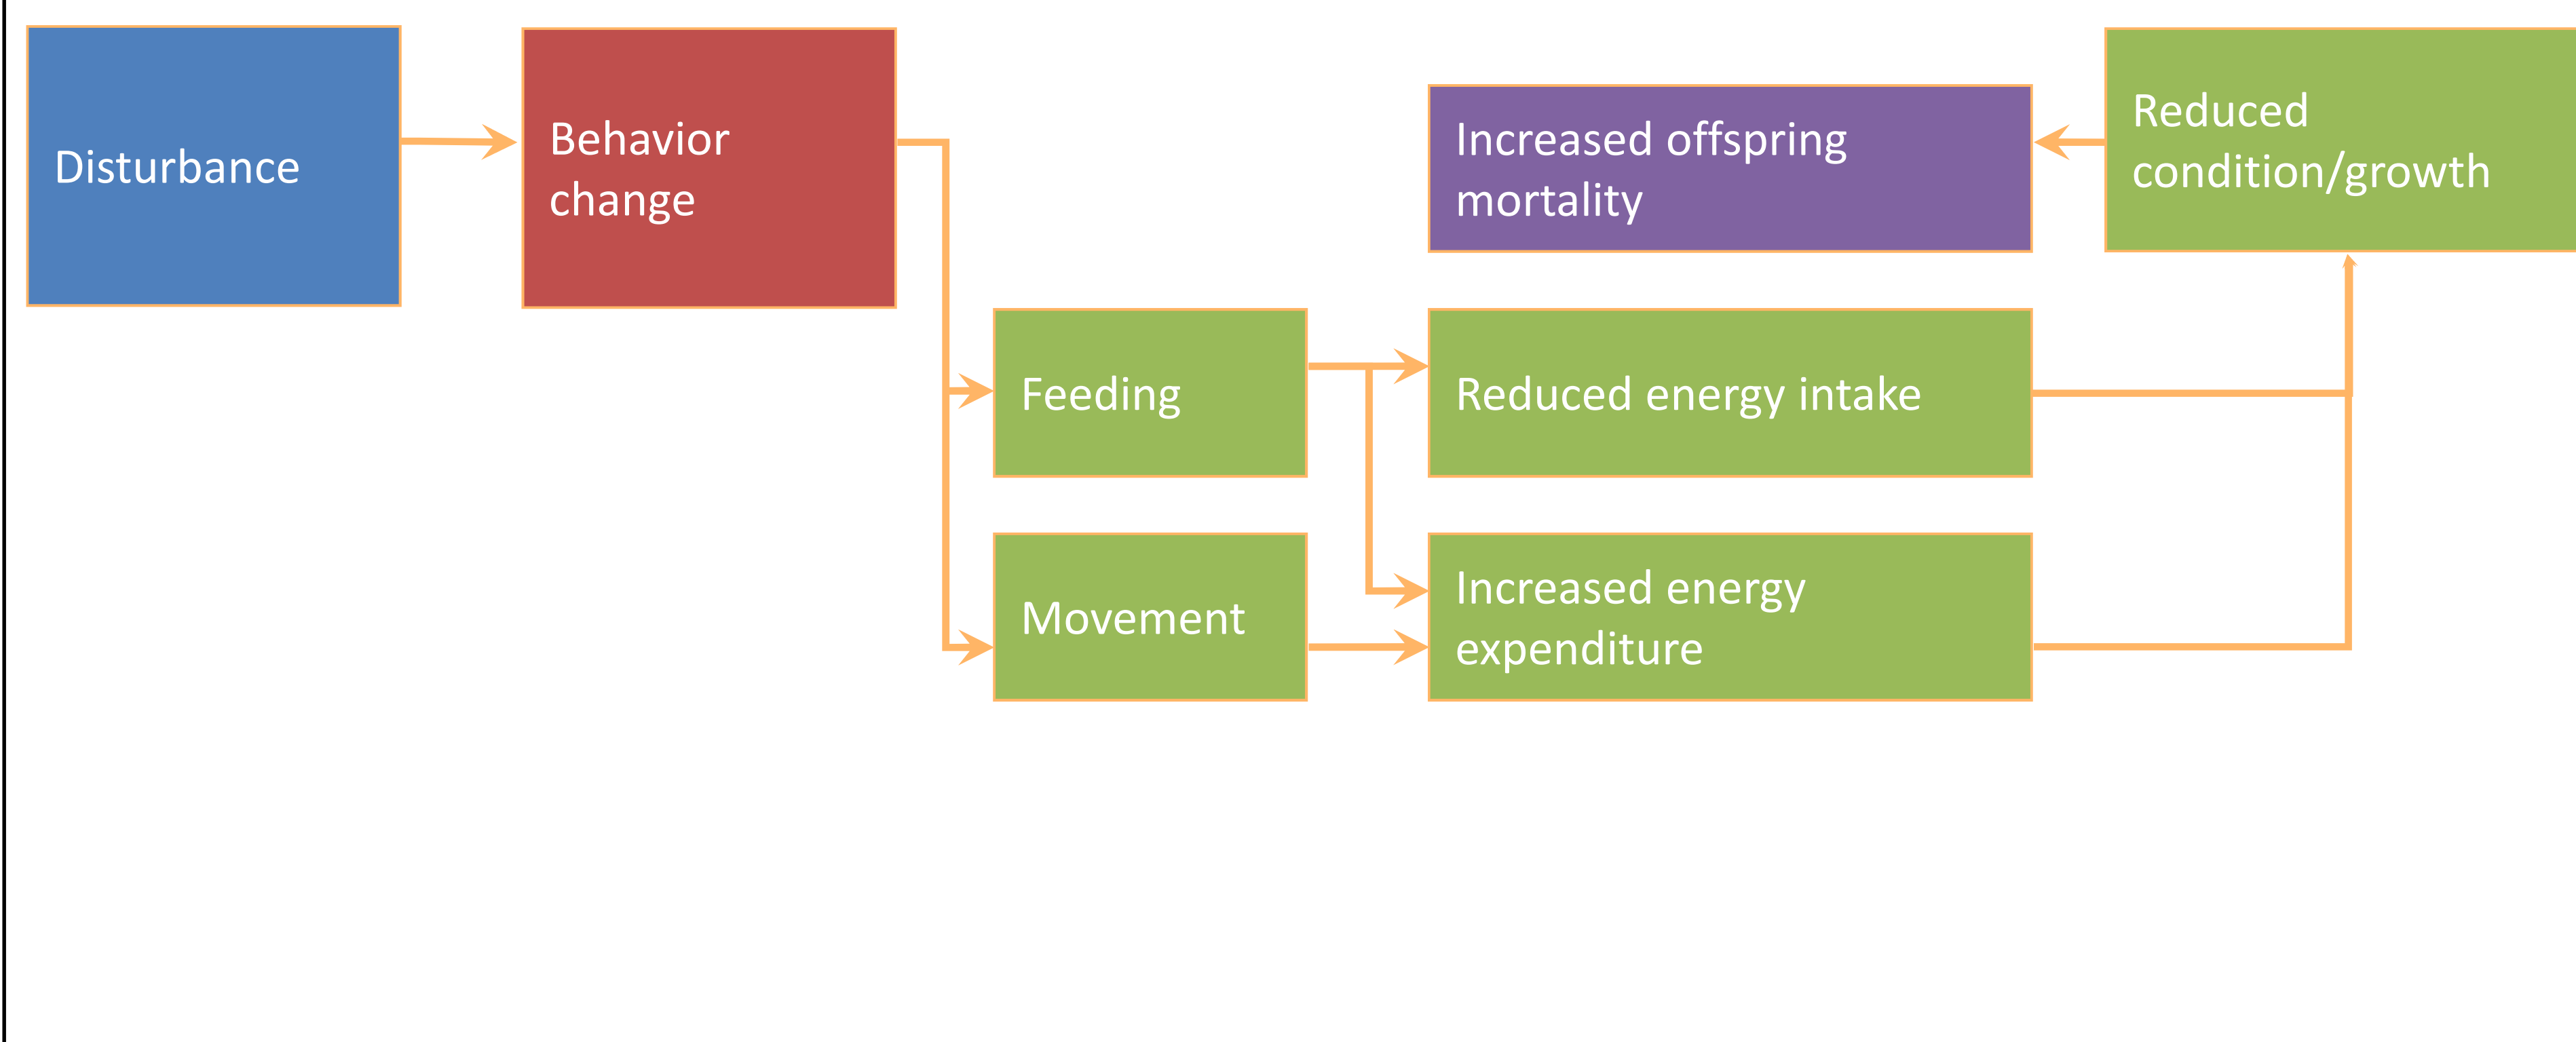 Disturbance
Behavior
change
Increased offspring
mortality
Reduced
condition/growth
Feeding
Reduced energy intake
Movement
Increased energy
expenditure